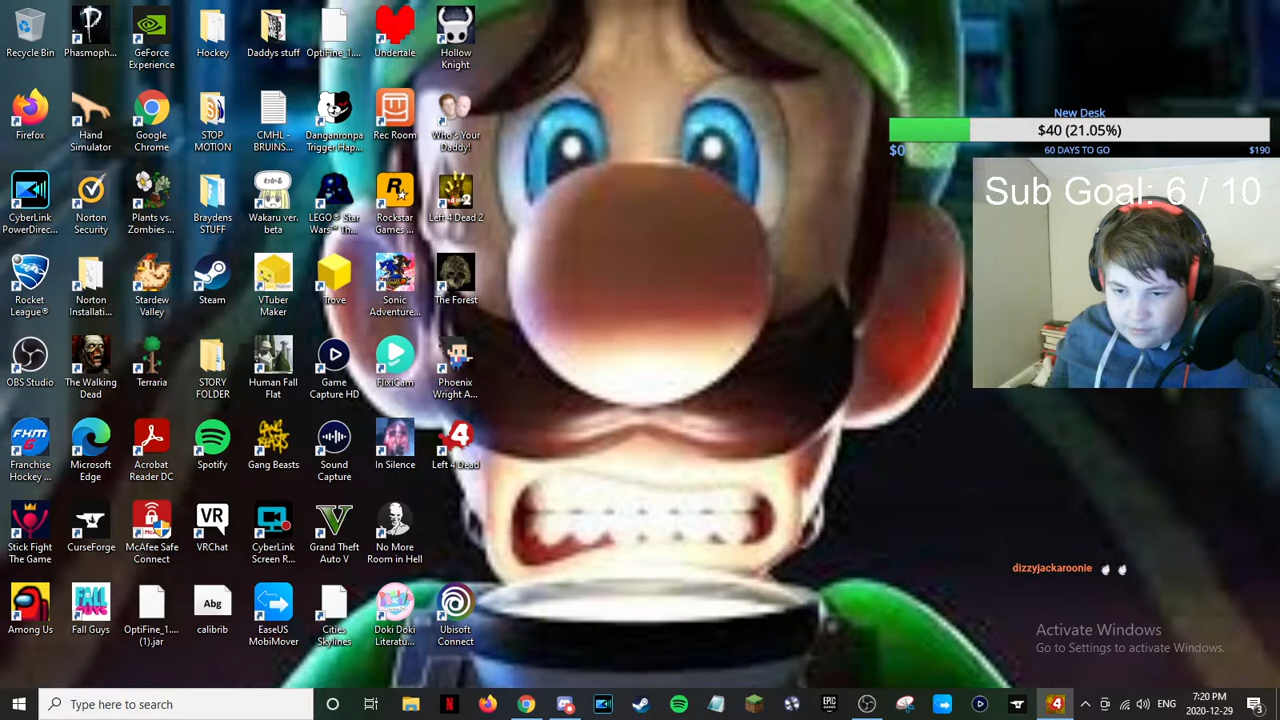 Recycle Bin
Phasmoph...
GeForce
Experience
Hockey
Daddys stuff
OptiFine_1....
Undertale
Hollow
Knight
Firefox
Hand
Simulator
Google
Chrome
STOP
MOTION
CMHL -
BRUINS...
Danganronpa
Trigger Hap...
Rec Room
Who's Your
Daddy!
CyberLink
PowerDirec...
Norton
Security
Plants vs.
Zombies ...
Braydens
STUFF
Wakaru ver.
beta
LEGO® Star
Wars™ Th...
Rockstar
Games ...
Left 4 Dead 2
Rocket
League®
Norton
Installati...
Stardew
Valley
Steam
VTuber
Maker
Trove
Sonic
Adventure...
The Forest
OBS Studio
The Walking
Dead
Terraria
STORY
FOLDER
Human Fall
Flat
Game
Capture HD
FlixiCam
Phoenix
Wright A...
Franchise
Hockey ...
Microsoft
Edge
Acrobat
Reader DC
Spotify
Gang Beasts
Sound
Capture
In Silence
Left 4 Dead
Stick Fight
The Game
CurseForge
McAfee Safe
Connect
VRChat
CyberLink
Screen R...
Grand Theft
Auto V
No More
Room in Hell
Among Us
Fall Guys
OptiFine_1....
(1).jar
Abg
calibrib
EaseUS
MobiMover
Cities
Skylines
Doki Doki
Literatu...
Ubisoft
Connect
New Desk
$40 (21.05%)
$0
60 DAYS TO GO
$190
Sub Goal: 6 / 10
dizzyjackaroonie
Activate Windows
Go to Settings to activate Windows.
Type here to search
ENG
7:20 PM
2020-12-29
3